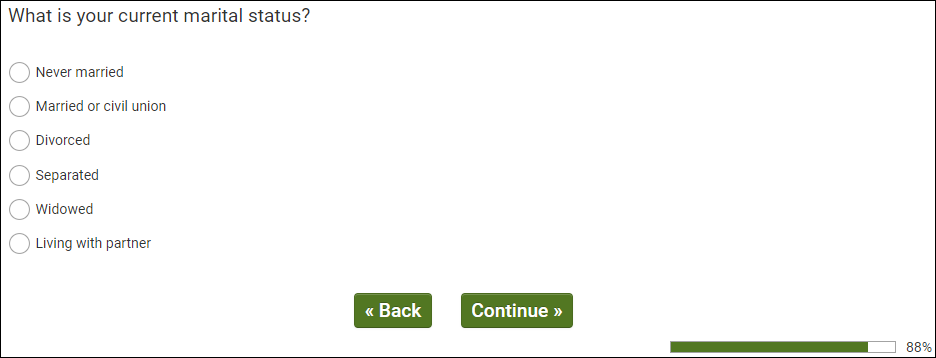 What is your current marital status?
Never married
Married or civil union
Divorced
Separated
Widowed
Living with partner
« Back Continue »
88%